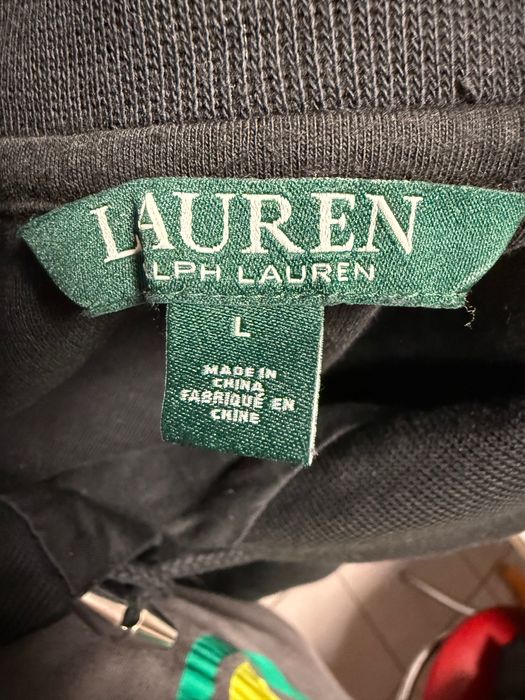 LAUREN
LPH LAUREN
L
MADE IN
CHINA
FABRIQUÉ EN
CHINE